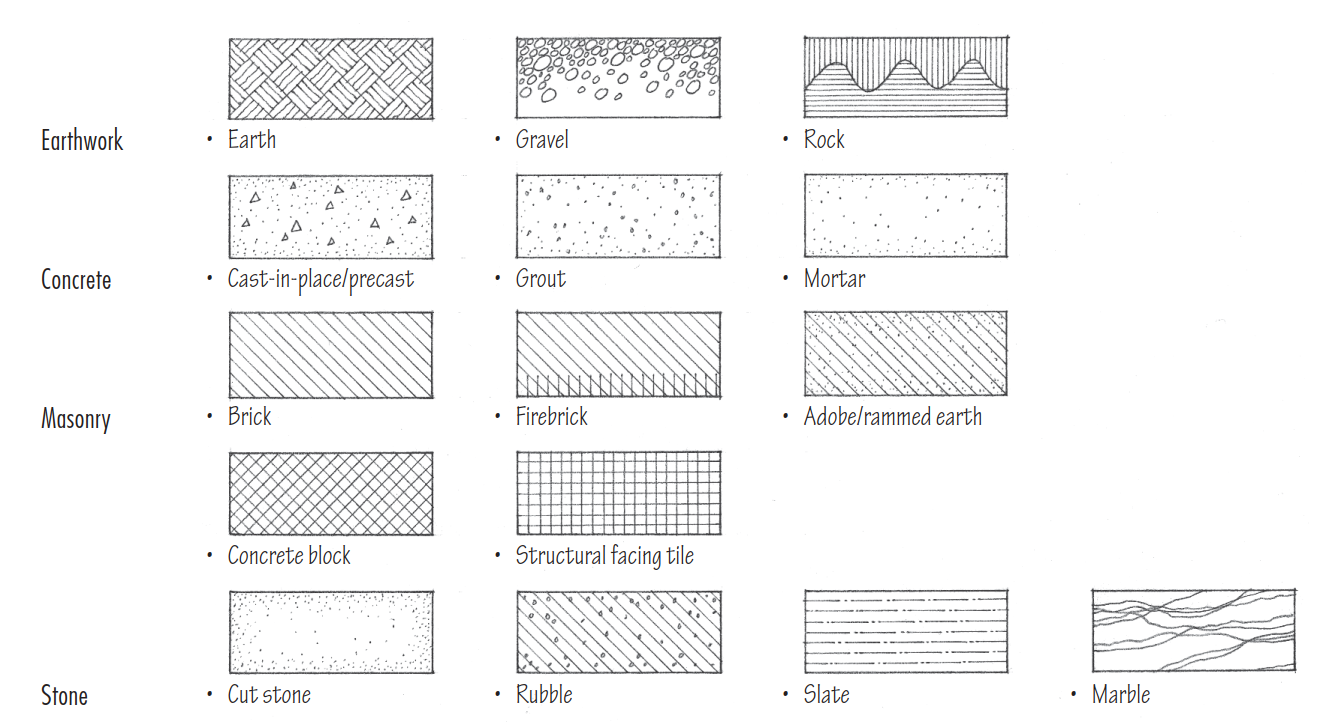 Earthwork • Earth • Gravel • Rock
Concrete • Cast-in-place/precast • Grout • Mortar
Masonry • Brick • Firebrick • Adobe/rammed earth
• Concrete block • Structural facing tile
Stone • Cut stone • Rubble • Slate • Marble